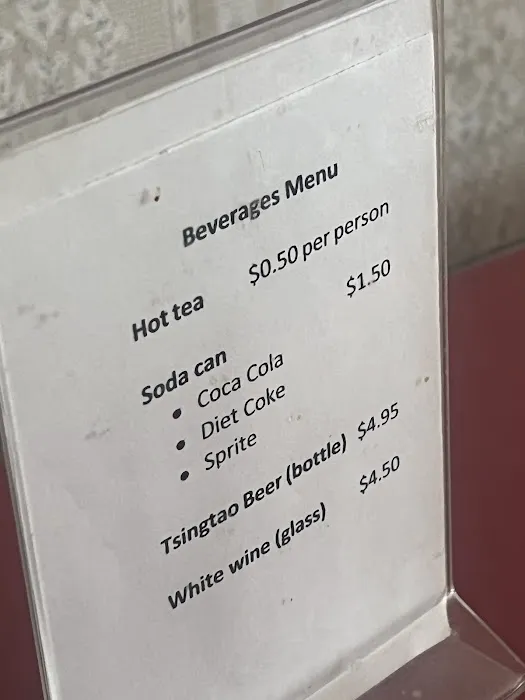 Beverages Menu
Hot tea $0.50 per person
Soda can $1.50
• Coca Cola
• Diet Coke
• Sprite
Tsingtao Beer (bottle) $4.95
White wine (glass) $4.50